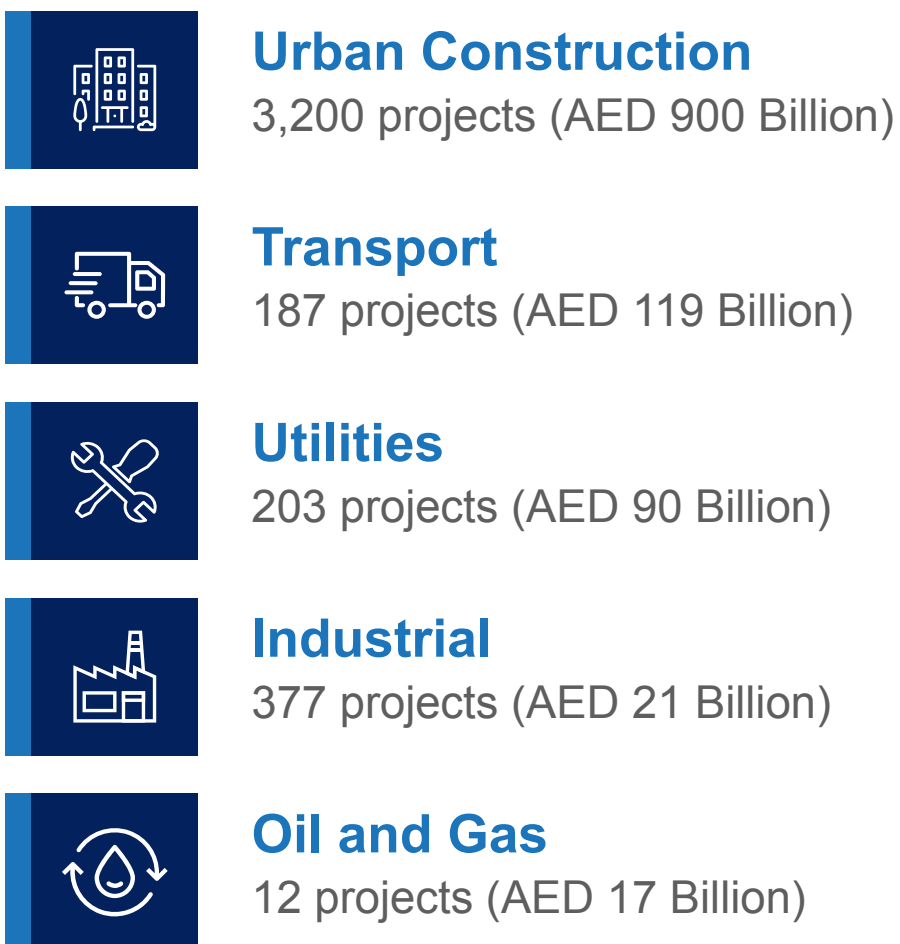 Urban Construction
3,200 projects (AED 900 Billion)
Transport
187 projects (AED 119 Billion)
Utilities
203 projects (AED 90 Billion)
Industrial
377 projects (AED 21 Billion)
Oil and Gas
12 projects (AED 17 Billion)